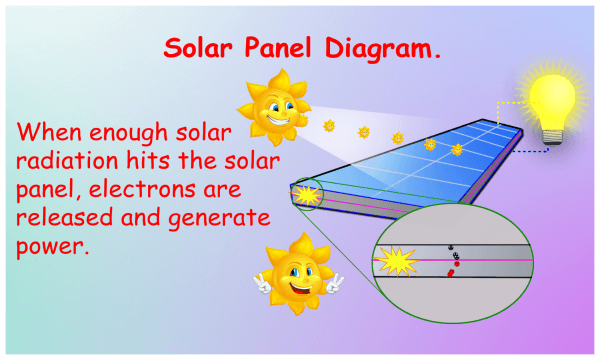 Solar Panel Diagram.
When enough solar
radiation hits the solar
panel, electrons are
released and generate
power.